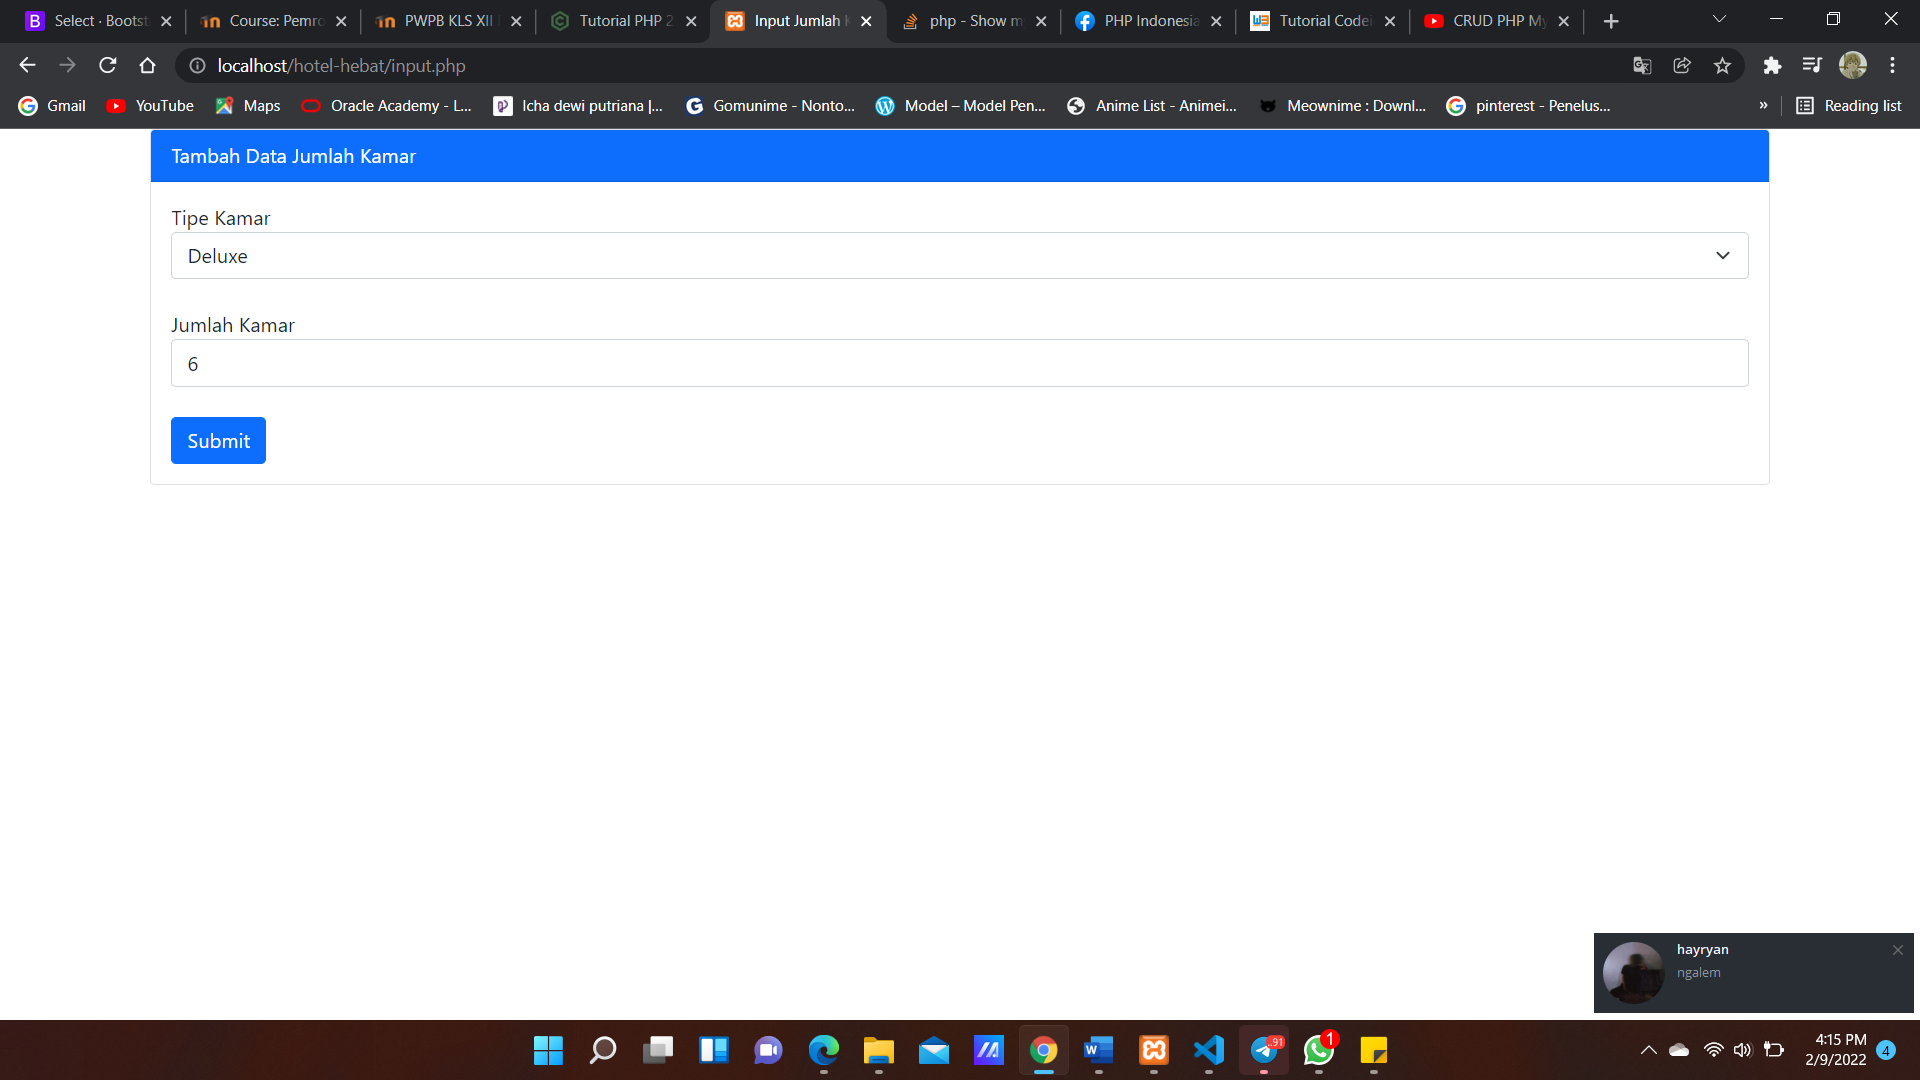 Select · Bootst
Course: Pemro
PWPB KLS XII
Tutorial PHP 2
Input Jumlah K
php - Show m
PHP Indonesia
Tutorial Codei
CRUD PHP My
localhost/hotel-hebat/input.php
Gmail
YouTube
Maps
Oracle Academy - L...
Icha dewi putriana |...
Gomunime - Nonto...
Model – Model Pen...
Anime List - Animei...
Meownime : Downl...
pinterest - Penelus...
»
Reading list
Tambah Data Jumlah Kamar
Tipe Kamar
Deluxe
Jumlah Kamar
6
Submit
hayryan
ngalem
..91
1
4:15 PM
2/9/2022
4